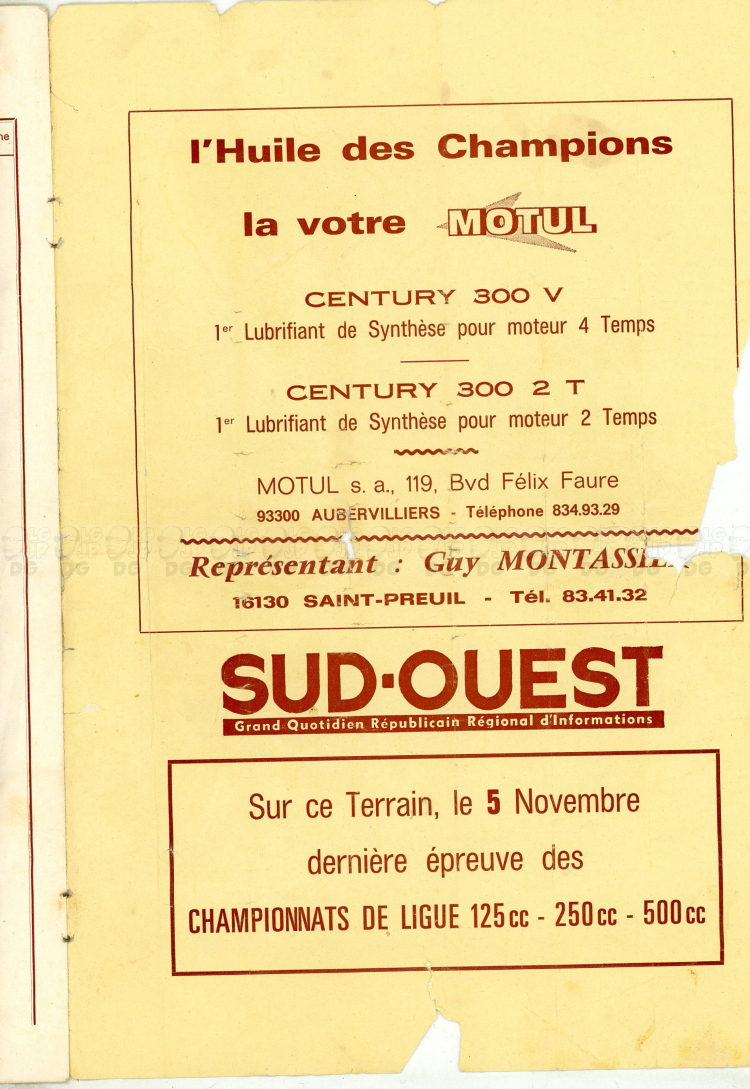 ne
l'Huile des Champions
la votre MOTUL
CENTURY 300 V
1er Lubrifiant de Synthèse pour moteur 4 Temps
CENTURY 300 2 T
1er Lubrifiant de Synthèse pour moteur 2 Temps
MOTUL s. a., 119, Bvd Félix Faure
93300 AUBERVILLIERS - Téléphone 834.93.29
Représentant : Guy
16130 SAINT-PREUIL - Tél. 83.41.32
SUD-OUEST
Grand Quotidien Républicain Régional d'Informations
Sur ce Terrain, le 5 Novembre
dernière épreuve des
CHAMPIONNATS DE LIGUE 125cc - 250cc - 500cc